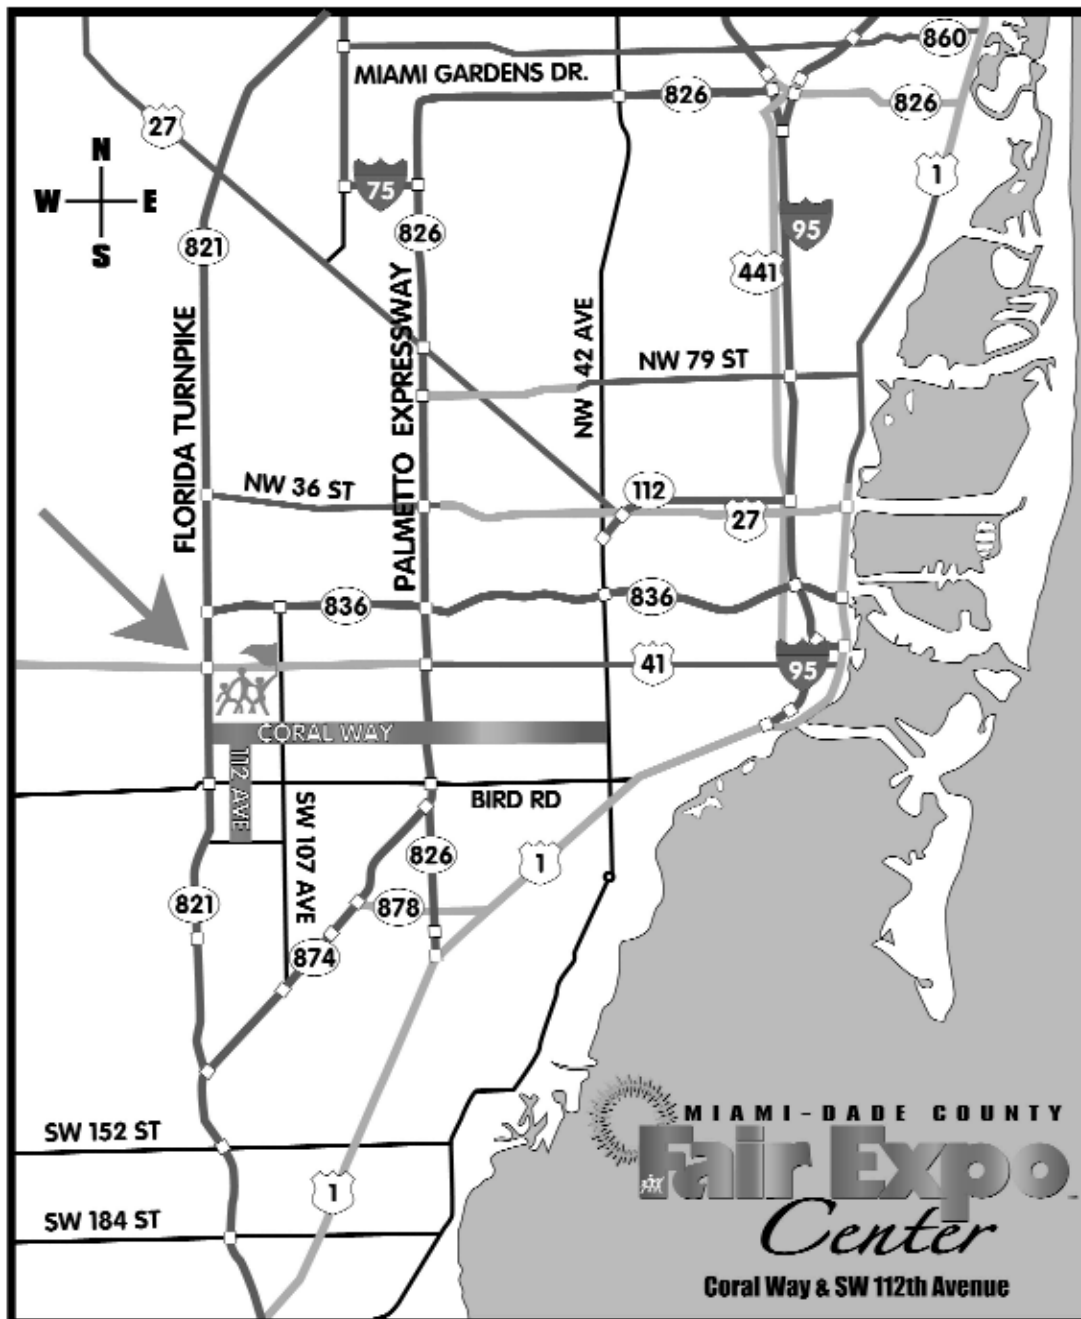 860
MIAMI GARDENS DR.
826
826
27
N
W E
S
75
1
821
826
95
441
FLORIDA TURNPIKE
PALMETTO EXPRESSWAY
NW 42 AVE
NW 79 ST
NW 36 ST
112
27
836
836
41
95
CORAL WAY
112 AVE
SW 107 AVE
BIRD RD
826
1
821
878
874
SW 152 ST
1
SW 184 ST
MIAMI-DADE COUNTY
Fair Expo
Center
Coral Way & SW 112th Avenue